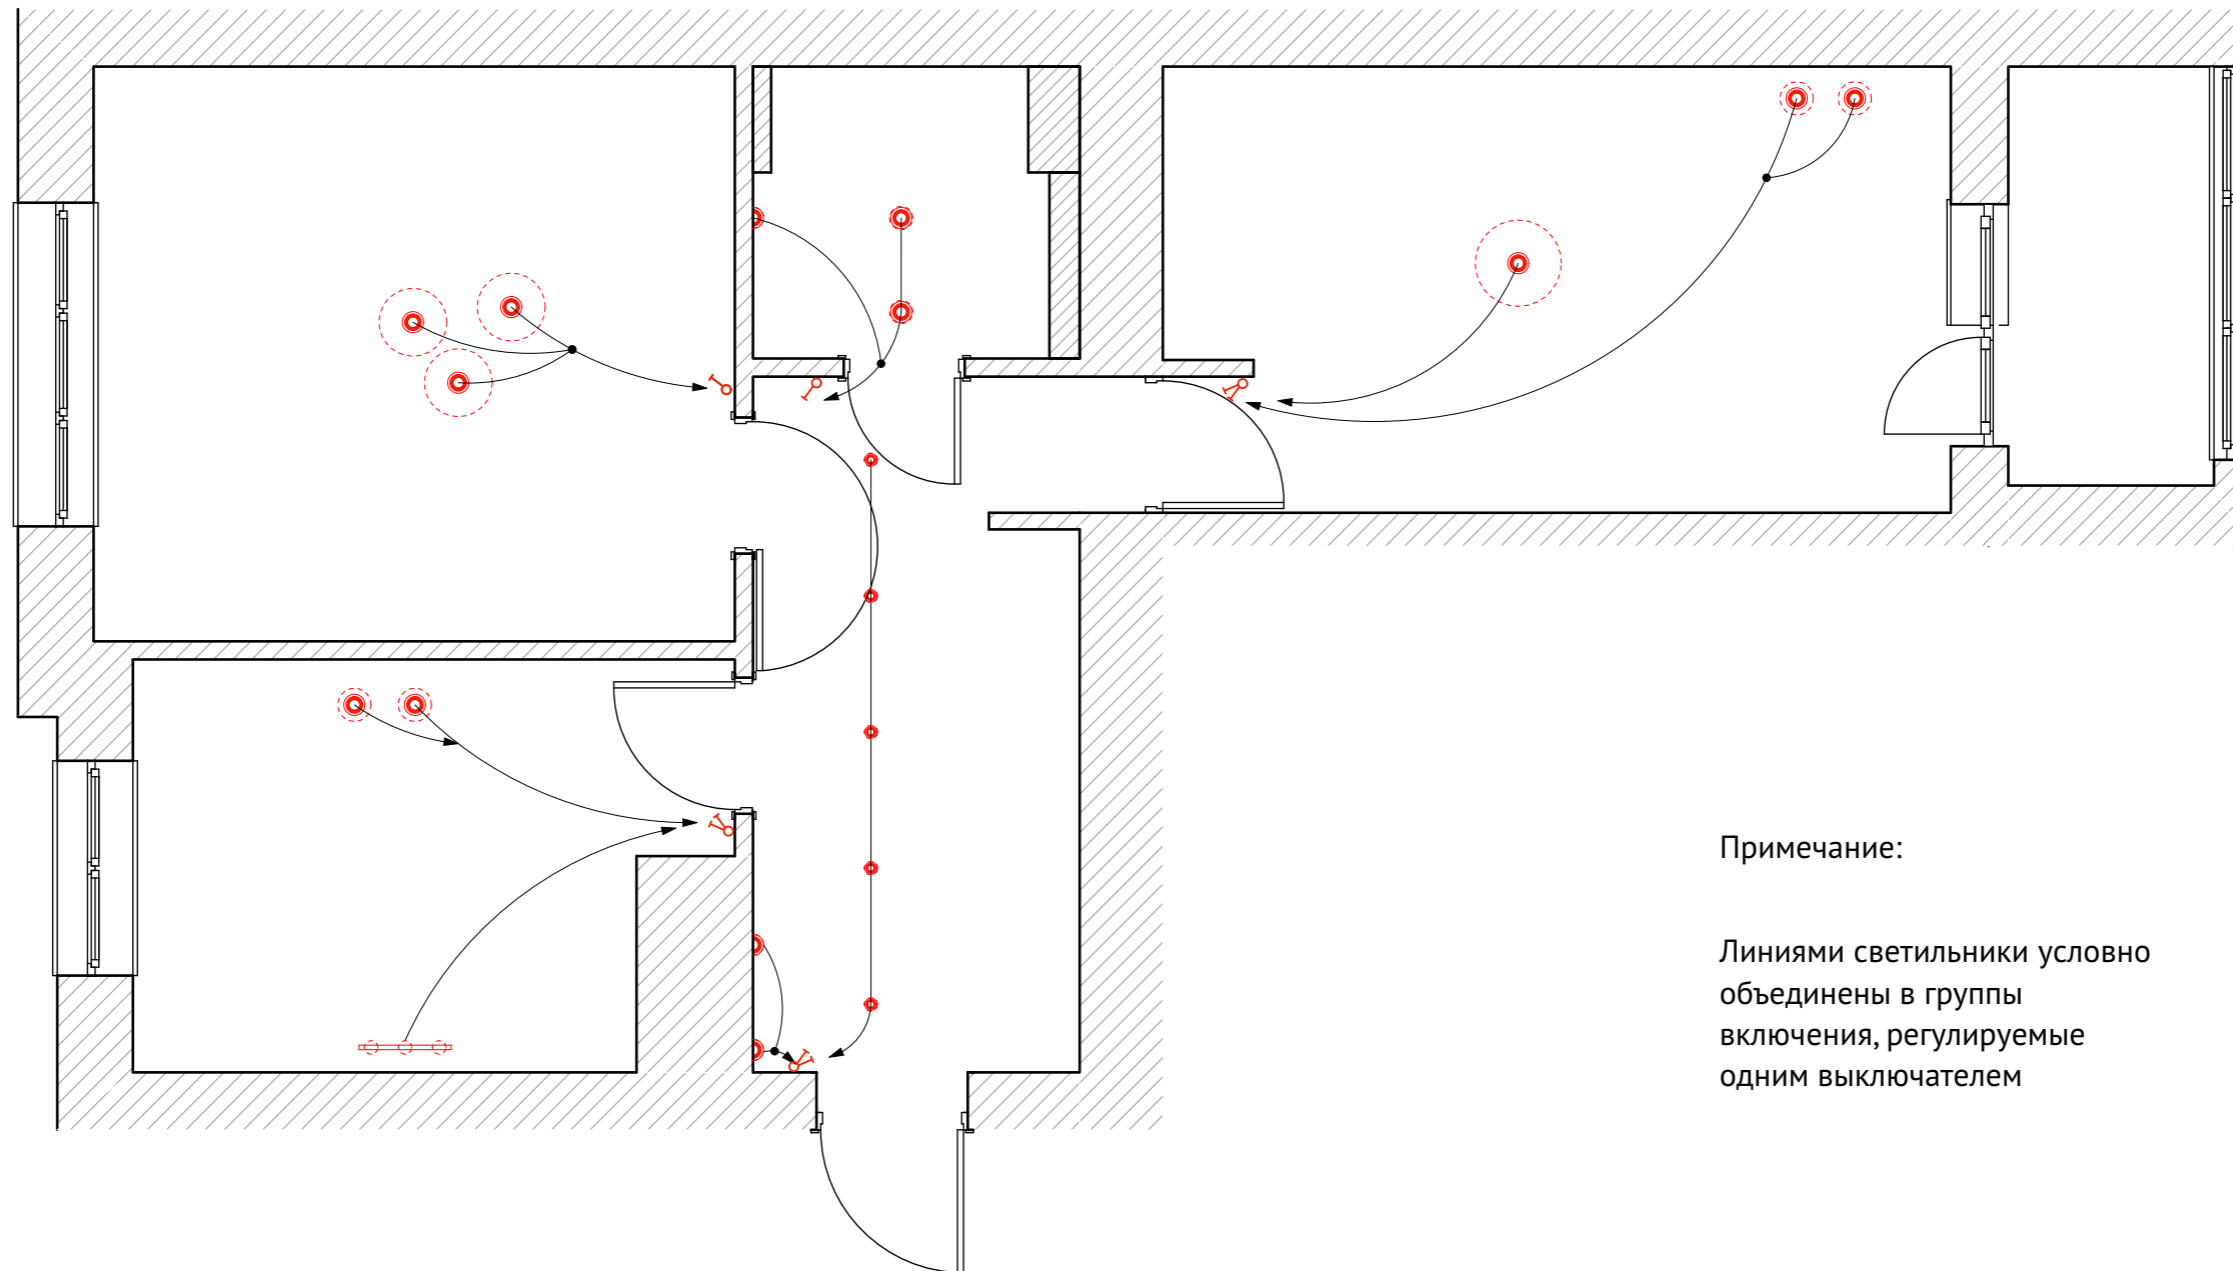 Примечание:
Линиями светильники условно
объединены в группы
включения, регулируемые
одним выключателем